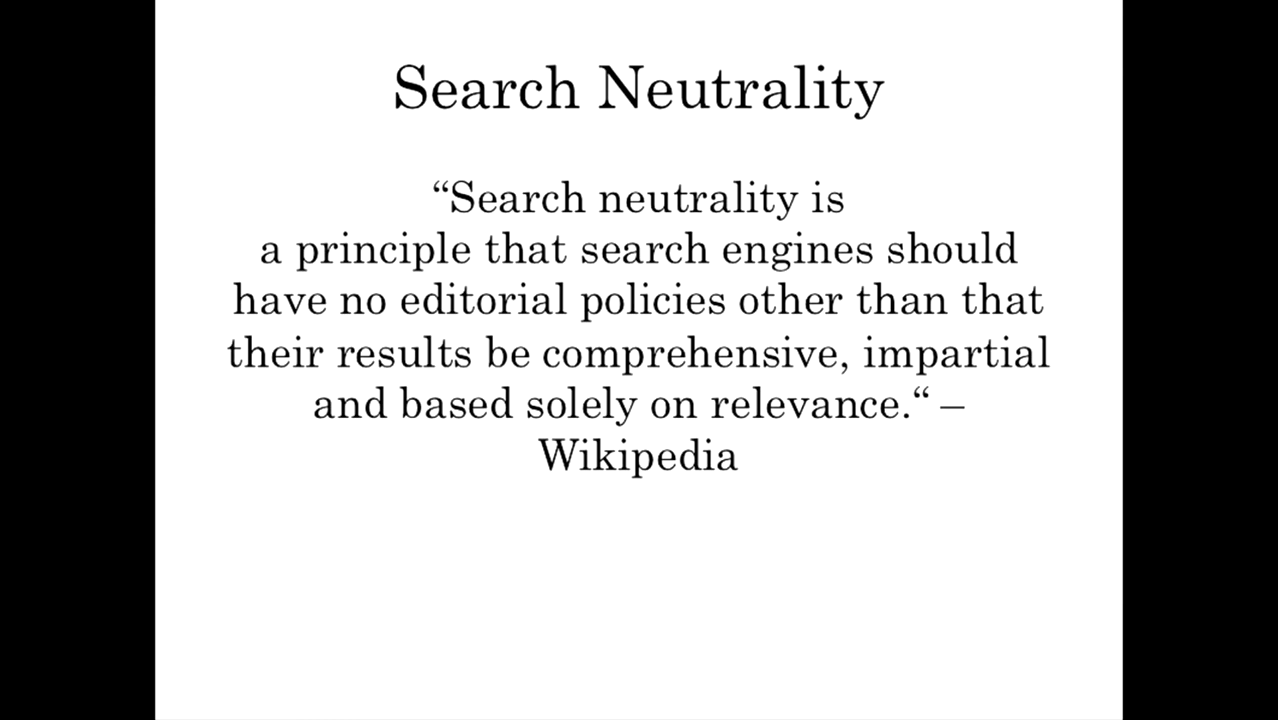 Search Neutrality
“Search neutrality is
a principle that search engines should
have no editorial policies other than that
their results be comprehensive, impartial
and based solely on relevance.“ –
Wikipedia